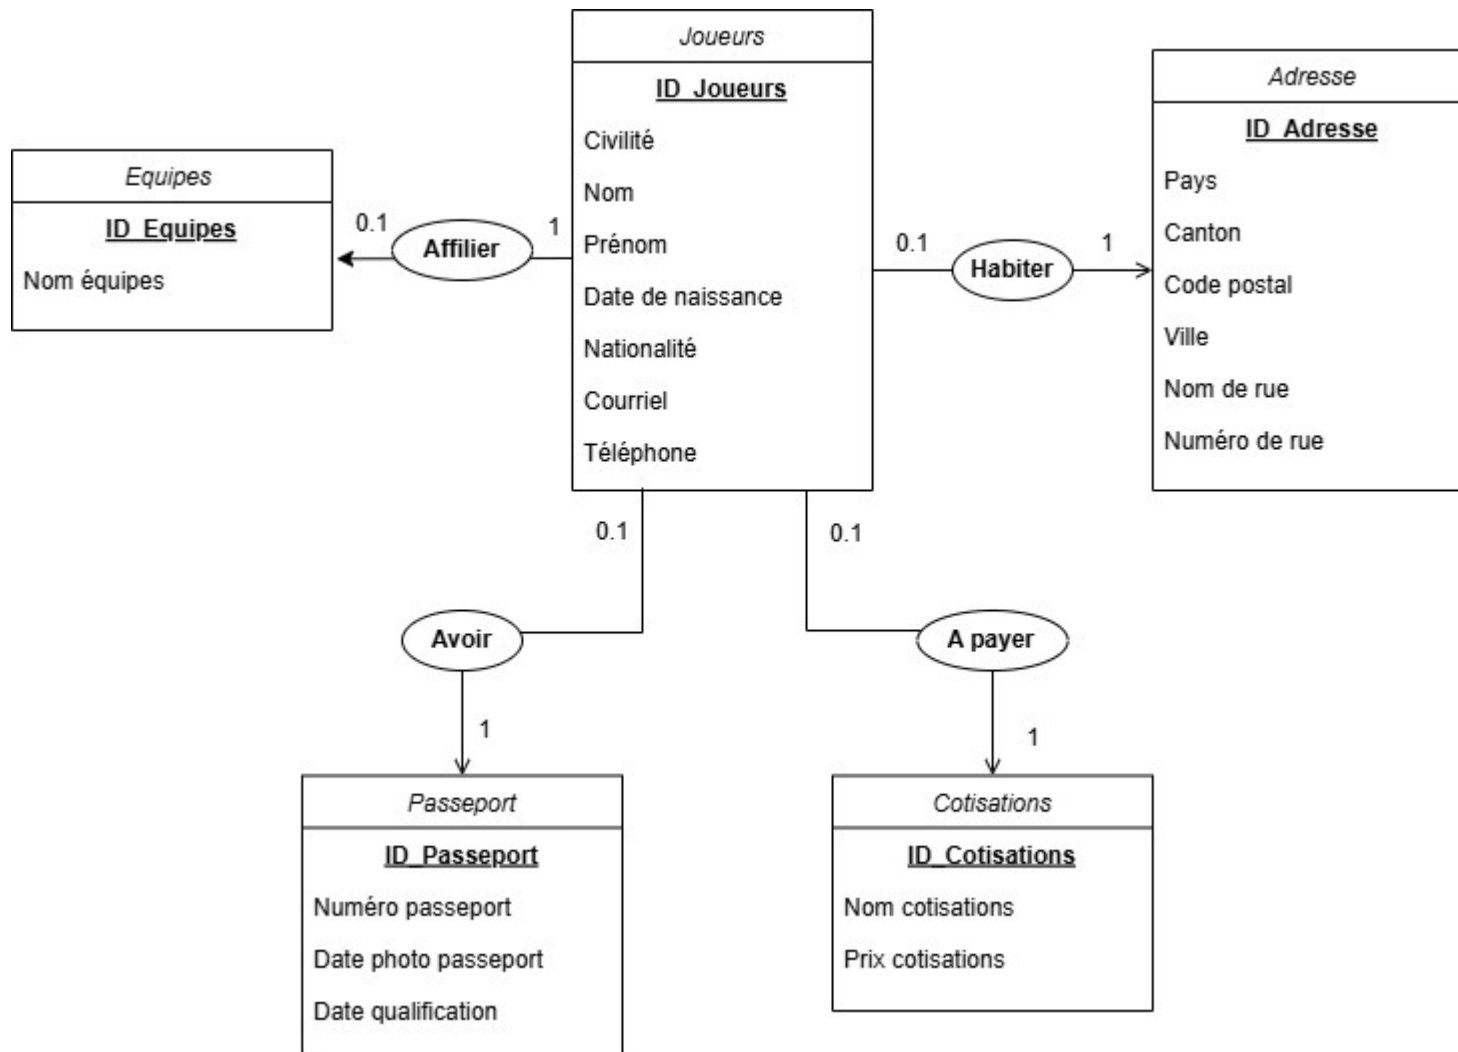 Joueurs
ID_Joueurs
Civilité
Nom
Prénom
Date de naissance
Nationalité
Courriel
Téléphone
Adresse
ID_Adresse
Pays
Canton
Code postal
Ville
Nom de rue
Numéro de rue
Equipes
ID_Equipes
Nom équipes
0.1
Affilier
1
0.1
Habiter
1
0.1
0.1
Avoir
A payer
1
1
Passeport
ID_Passeport
Numéro passeport
Date photo passeport
Date qualification
Cotisations
ID_Cotisations
Nom cotisations
Prix cotisations